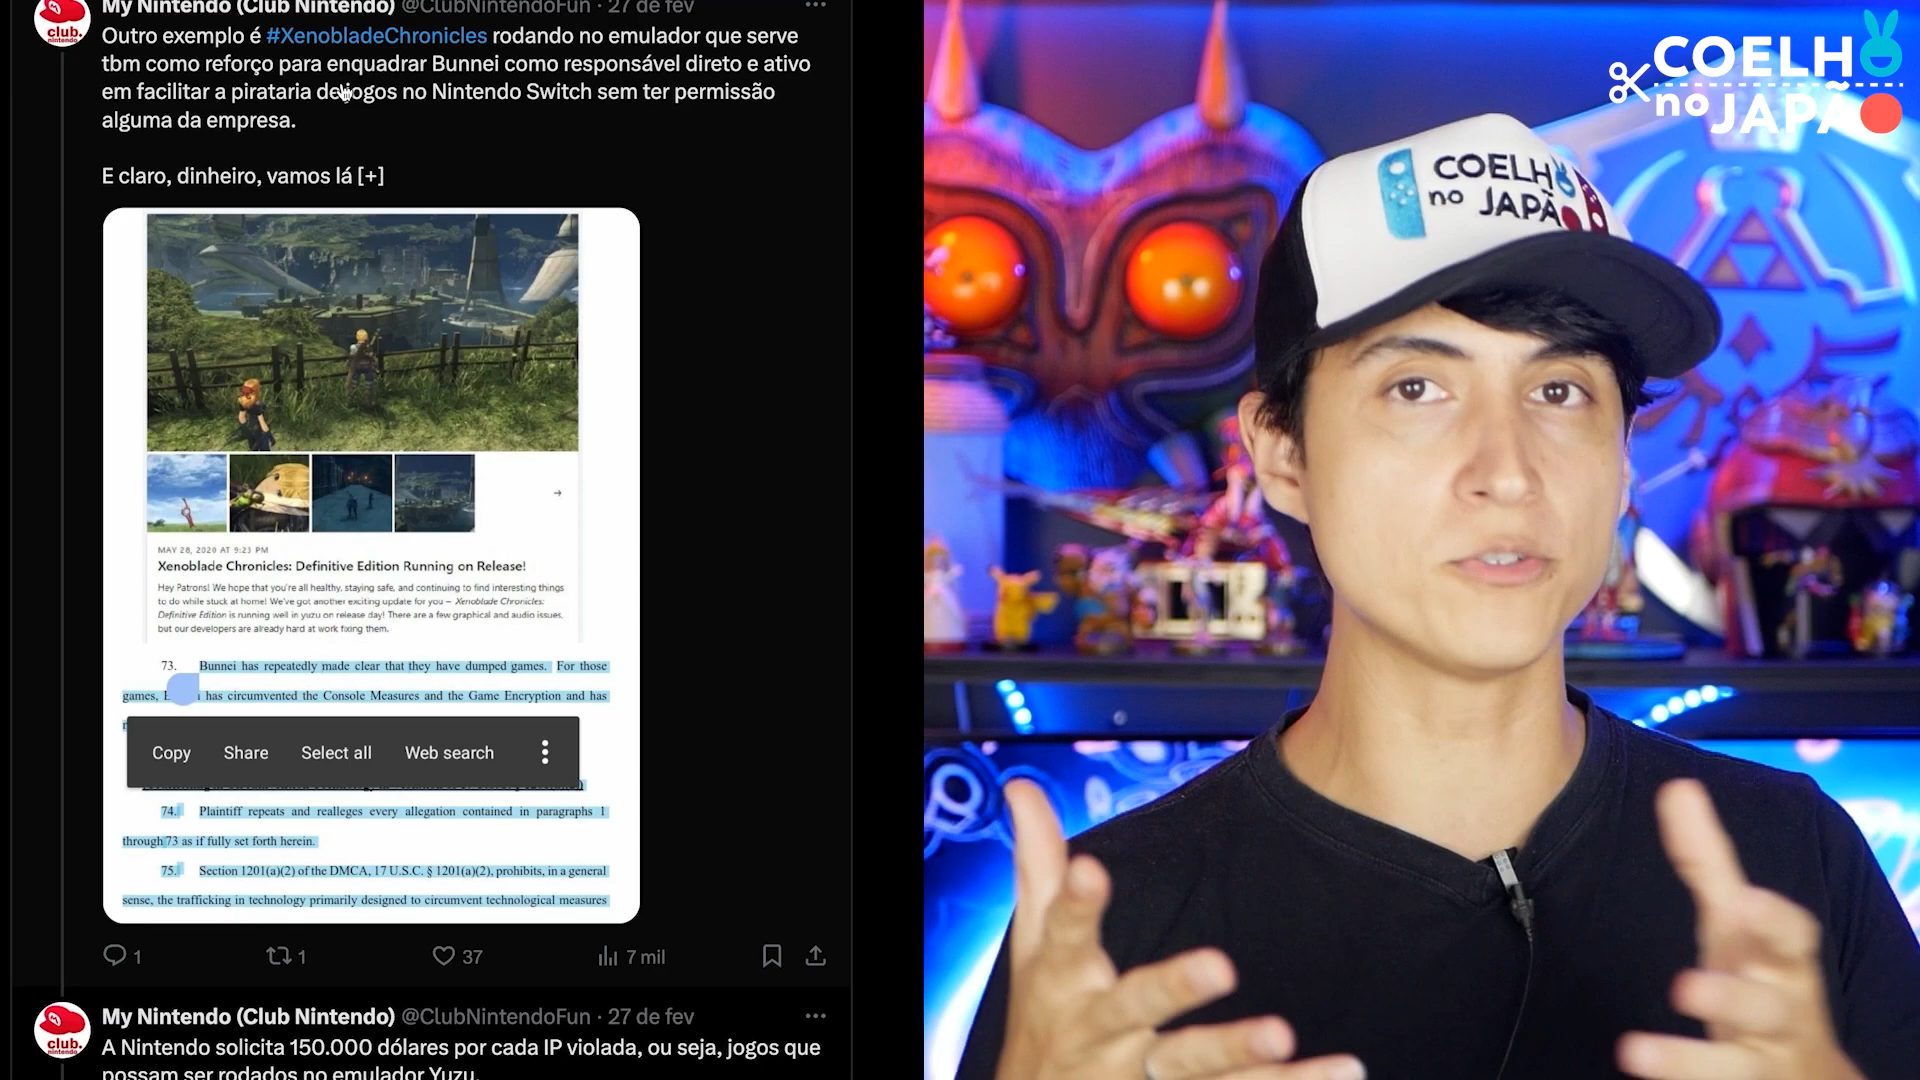 My Nintendo (Club Nintendo) @ClubNintendoFun · 27 de fev
club.
nintendo
Outro exemplo é #XenobladeChronicles rodando no emulador que serve
tbm como reforço para enquadrar Bunnei como responsável direto e ativo
em facilitar a pirataria de jogos no Nintendo Switch sem ter permissão
alguma da empresa.
E claro, dinheiro, vamos lá [+]
MAY 28, 2020 AT 9:23 PM
Xenoblade Chronicles: Definitive Edition Running on Release!
Hey Patrons! We hope that you're all healthy, staying safe, and continuing to find interesting things
to do while stuck at home! We've got another exciting update for you – Xenoblade Chronicles:
Definitive Edition is running well in yuzu on release day! There are a few graphical and audio issues,
but our developers are already hard at work fixing them.
73. Bunnei has repeatedly made clear that they have dumped games. For those
games, has circumvented the Console Measures and the Game Encryption and has
Copy Share Select all Web search
74. Plaintiff repeats and realleges every allegation contained in paragraphs 1
through 73 as if fully set forth herein.
75. Section 1201(a)(2) of the DMCA, 17 U.S.C. § 1201(a)(2), prohibits, in a general
sense, the trafficking in technology primarily designed to circumvent technological measures
1 1 37 7 mil
My Nintendo (Club Nintendo) @ClubNintendoFun · 27 de fev
club.
nintendo
A Nintendo solicita 150.000 dólares por cada IP violada, ou seja, jogos que
possam ser rodados no emulador Yuzu.
COELHO
no JAPÃO
COELHO
no JAPÃO